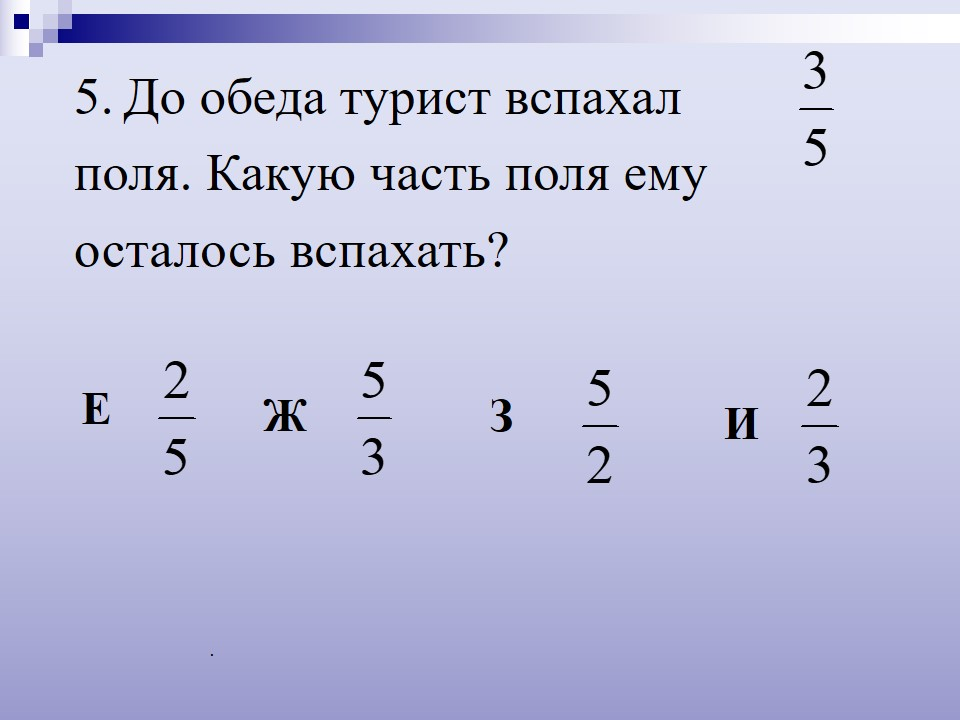 5. До обеда турист вспахал 3/5
поля. Какую часть поля ему
осталось вспахать?
Е 2/5 Ж 5/3 З 5/2 И 2/3
.